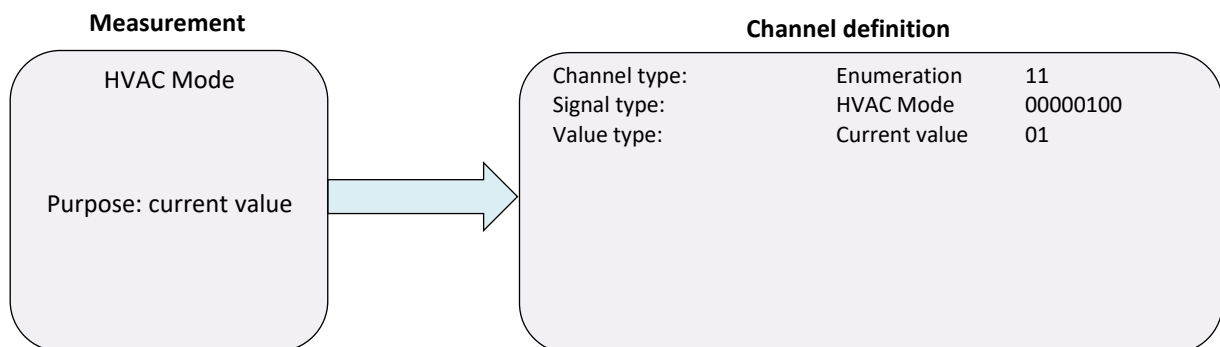 Measurement
HVAC Mode
Purpose: current value
Channel definition
Channel type: Enumeration 11
Signal type: HVAC Mode 00000100
Value type: Current value 01